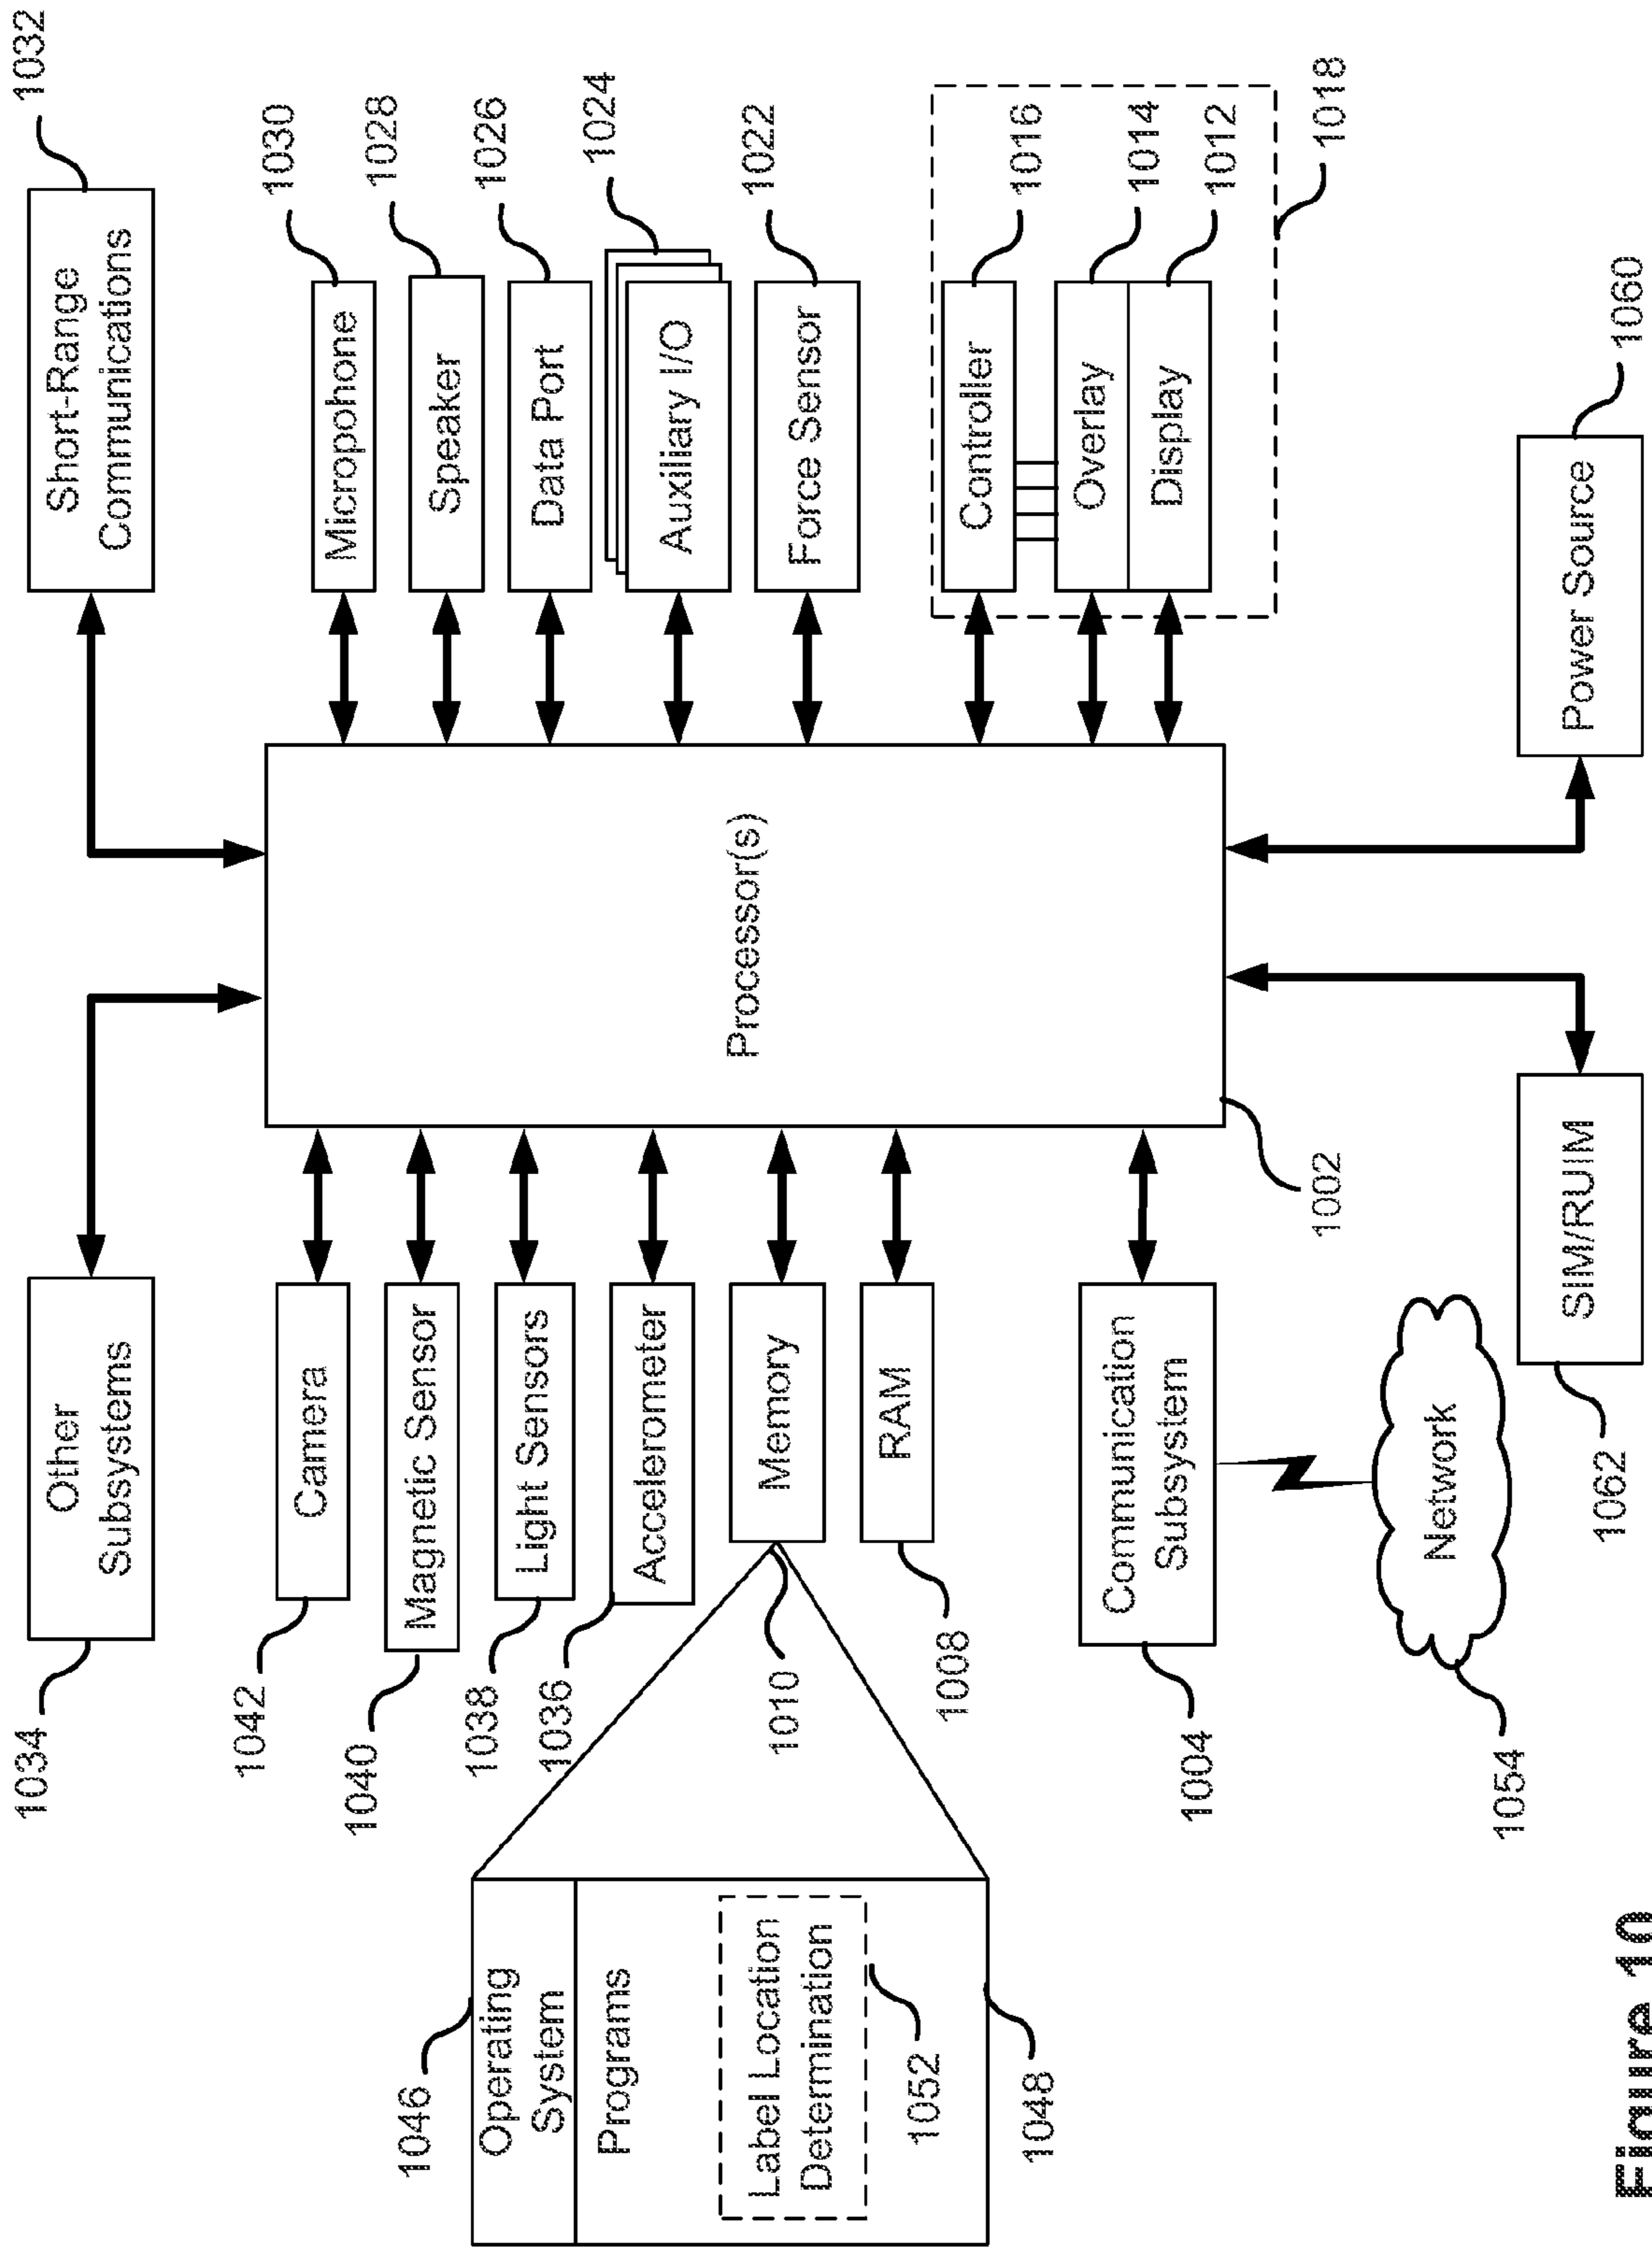 1034
Other
Subsystems
Short-Range
Communications
1032
1042
Camera
1040
Magnetic Sensor
1038
Light Sensors
1036
Accelerometer
1010
Memory
1008
RAM
1004
Communication
Subsystem
1054
Network
1046
Operating
System
Programs
Label Location
Determination
1052
1048
Processor(s)
1002
Microphone
1030
Speaker
1028
Data Port
1026
Auxiliary I/O
1024
Force Sensor
1022
Controller
1016
Overlay
1014
Display
1012
1018
SIM/RUIM
1062
Power Source
1060
Figure 10